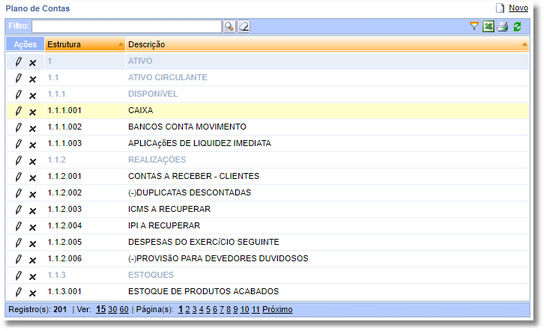 Plano de Contas Novo
Filtro:
Ações Estrutura Descrição
1 ATIVO
1.1 ATIVO CIRCULANTE
1.1.1 DISPONíVEL
1.1.1.001 CAIXA
1.1.1.002 BANCOS CONTA MOVIMENTO
1.1.1.003 APLICAçõES DE LIQUIDEZ IMEDIATA
1.1.2 REALIZAÇÕES
1.1.2.001 CONTAS A RECEBER - CLIENTES
1.1.2.002 (-)DUPLICATAS DESCONTADAS
1.1.2.003 ICMS A RECUPERAR
1.1.2.004 IPI A RECUPERAR
1.1.2.005 DESPESAS DO EXERCíCIO SEGUINTE
1.1.2.006 (-)PROVISãO PARA DEVEDORES DUVIDOSOS
1.1.3 ESTOQUES
1.1.3.001 ESTOQUE DE PRODUTOS ACABADOS
Registro(s): 201 | Ver: 15 30 60 | Página(s): 1 2 3 4 5 6 7 8 9 10 11 Próximo